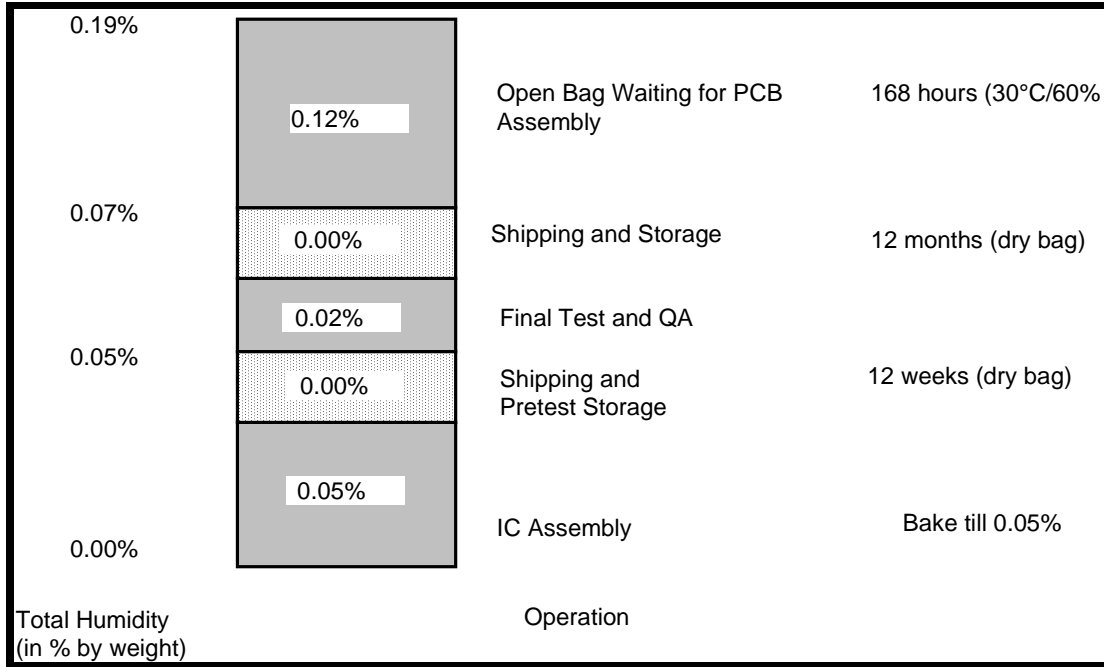 0.19%
0.12%
Open Bag Waiting for PCB
Assembly
168 hours (30°C/60%
0.07%
0.00%
Shipping and Storage
12 months (dry bag)
0.02%
Final Test and QA
0.05%
0.00%
Shipping and
Pretest Storage
12 weeks (dry bag)
0.05%
IC Assembly
Bake till 0.05%
0.00%
Total Humidity
(in % by weight)
Operation